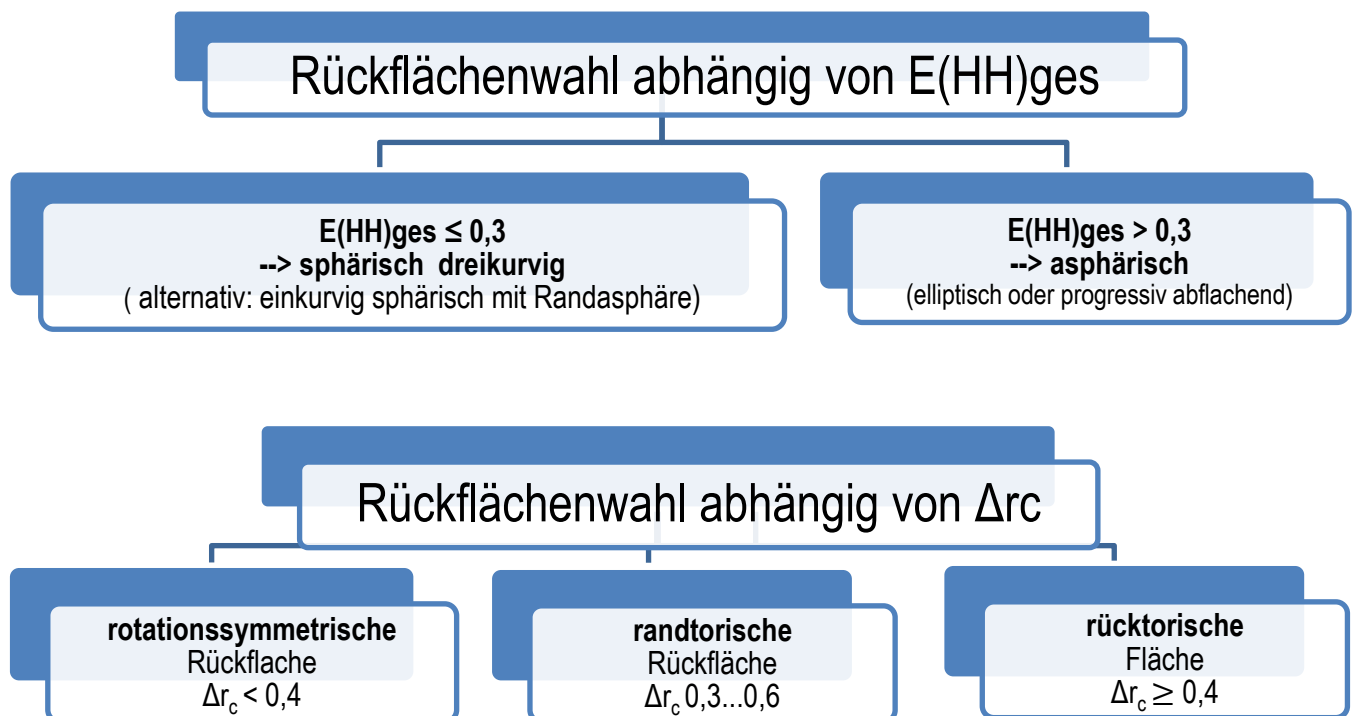 Rückflächenwahl abhängig von E(HH)ges
E(HH)ges ≤ 0,3
--> sphärisch dreikurvig
( alternativ: einkurvig sphärisch mit Randasphäre)
E(HH)ges > 0,3
--> asphärisch
(elliptisch oder progressiv abflachend)
Rückflächenwahl abhängig von Δrc
rotationssymmetrische
Rückflache
Δrc < 0,4
randtorische
Rückfläche
Δrc 0,3...0,6
rücktorische
Fläche
Δrc ≥ 0,4